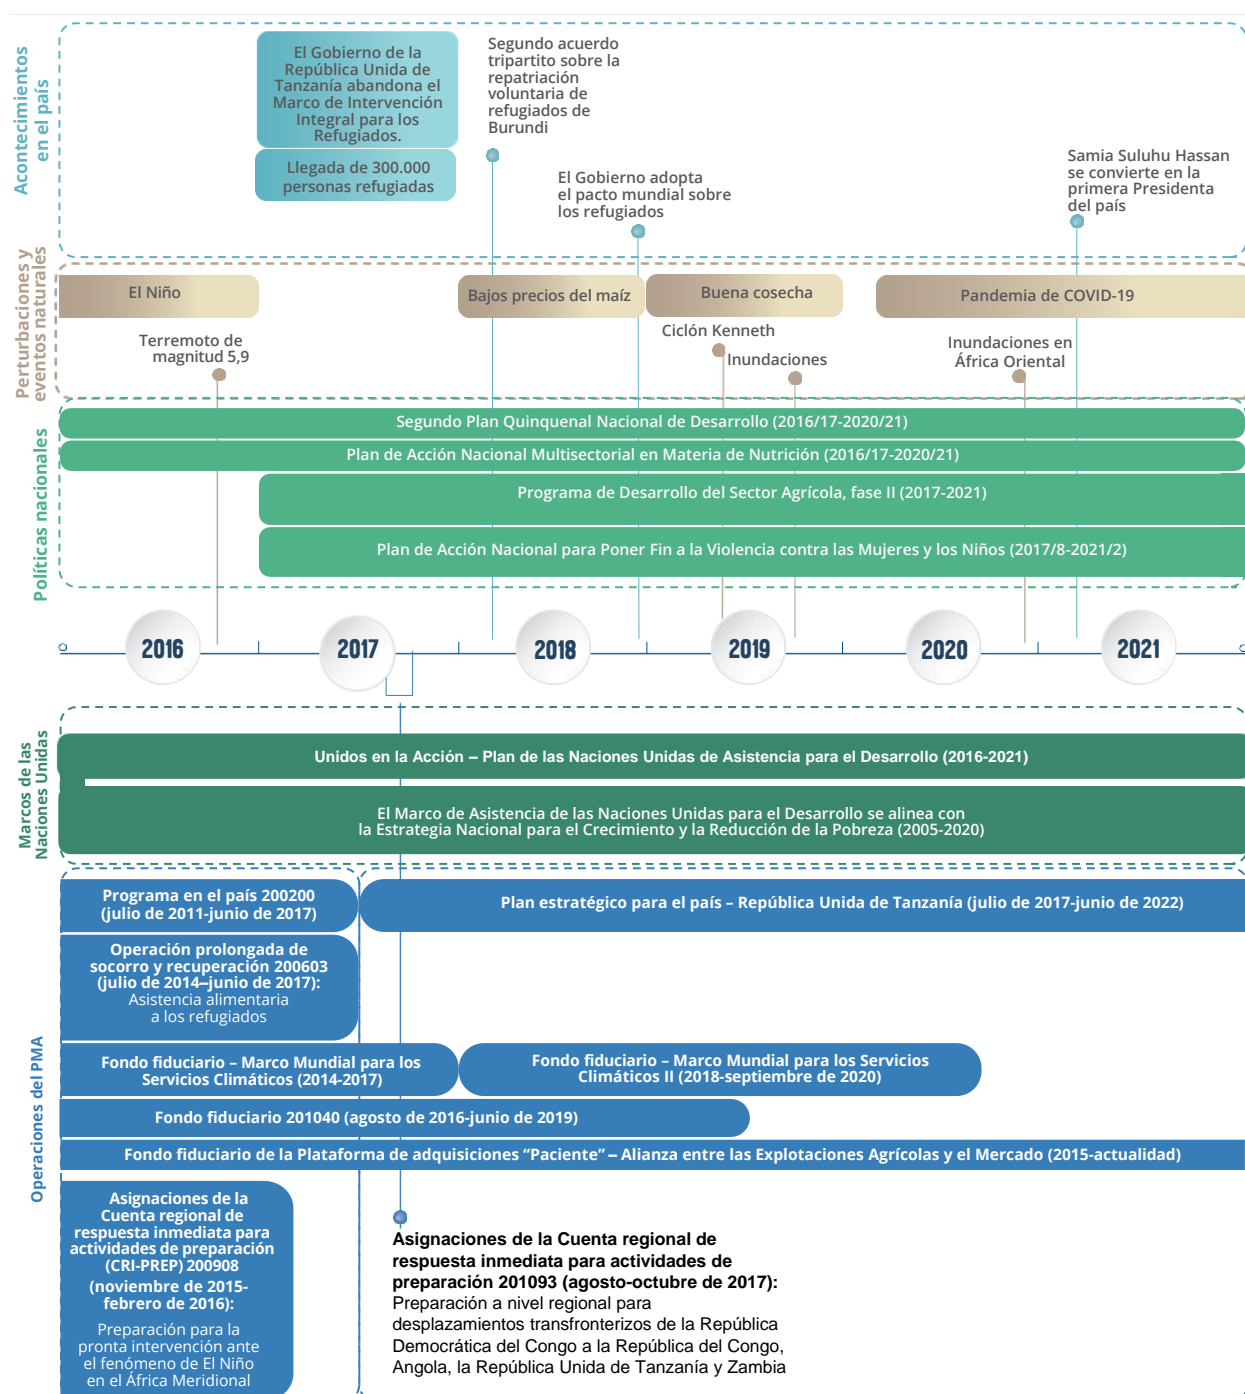 Acontecimientos
en el país
El Gobierno de la
República Unida de
Tanzanía abandona el
Marco de Intervención
Integral para los
Refugiados.
Llegada de 300.000
personas refugiadas
Segundo acuerdo
tripartito sobre la
repatriación
voluntaria de
refugiados de
Burundi
El Gobierno adopta
el pacto mundial sobre
los refugiados
Samia Suluhu Hassan
se convierte en la
primera Presidenta
del país
Perturbaciones y
eventos naturales
El Niño
Bajos precios del maíz
Buena cosecha
Pandemia de COVID-19
Terremoto de
magnitud 5,9
Ciclón Kenneth
Inundaciones
Inundaciones en
África Oriental
Políticas nacionales
Segundo Plan Quinquenal Nacional de Desarrollo (2016/17-2020/21)
Plan de Acción Nacional Multisectorial en Materia de Nutrición (2016/17-2020/21)
Programa de Desarrollo del Sector Agrícola, fase II (2017-2021)
Plan de Acción Nacional para Poner Fin a la Violencia contra las Mujeres y los Niños (2017/8-2021/2)
2016
2017
2018
2019
2020
2021
Marcos de las
Naciones Unidas
Unidos en la Acción – Plan de las Naciones Unidas de Asistencia para el Desarrollo (2016-2021)
El Marco de Asistencia de las Naciones Unidas para el Desarrollo se alinea con
la Estrategia Nacional para el Crecimiento y la Reducción de la Pobreza (2005-2020)
Operaciones del PMA
Programa en el país 200200
(julio de 2011-junio de 2017)
Plan estratégico para el país – República Unida de Tanzanía (julio de 2017-junio de 2022)
Operación prolongada de
socorro y recuperación 200603
(julio de 2014–junio de 2017):
Asistencia alimentaria
a los refugiados
Fondo fiduciario – Marco Mundial para los
Servicios Climáticos (2014-2017)
Fondo fiduciario – Marco Mundial para los Servicios
Climáticos II (2018-septiembre de 2020)
Fondo fiduciario 201040 (agosto de 2016-junio de 2019)
Fondo fiduciario de la Plataforma de adquisiciones “Paciente” – Alianza entre las Explotaciones Agrícolas y el Mercado (2015-actualidad)
Asignaciones de la
Cuenta regional de
respuesta inmediata para
actividades de preparación
(CRI-PREP) 200908
(noviembre de 2015-
febrero de 2016):
Preparación para la
pronta intervención ante
el fenómeno de El Niño
en el África Meridional
Asignaciones de la Cuenta regional de
respuesta inmediata para actividades de
preparación 201093 (agosto-octubre de 2017):
Preparación a nivel regional para
desplazamientos transfronterizos de la República
Democrática del Congo a la República del Congo,
Angola, la República Unida de Tanzanía y Zambia